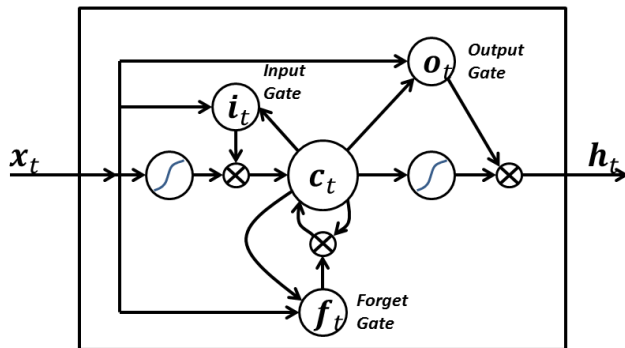 Output
Gate
o_t
Input
Gate
i_t
x_t
c_t
h_t
f_t
Forget
Gate